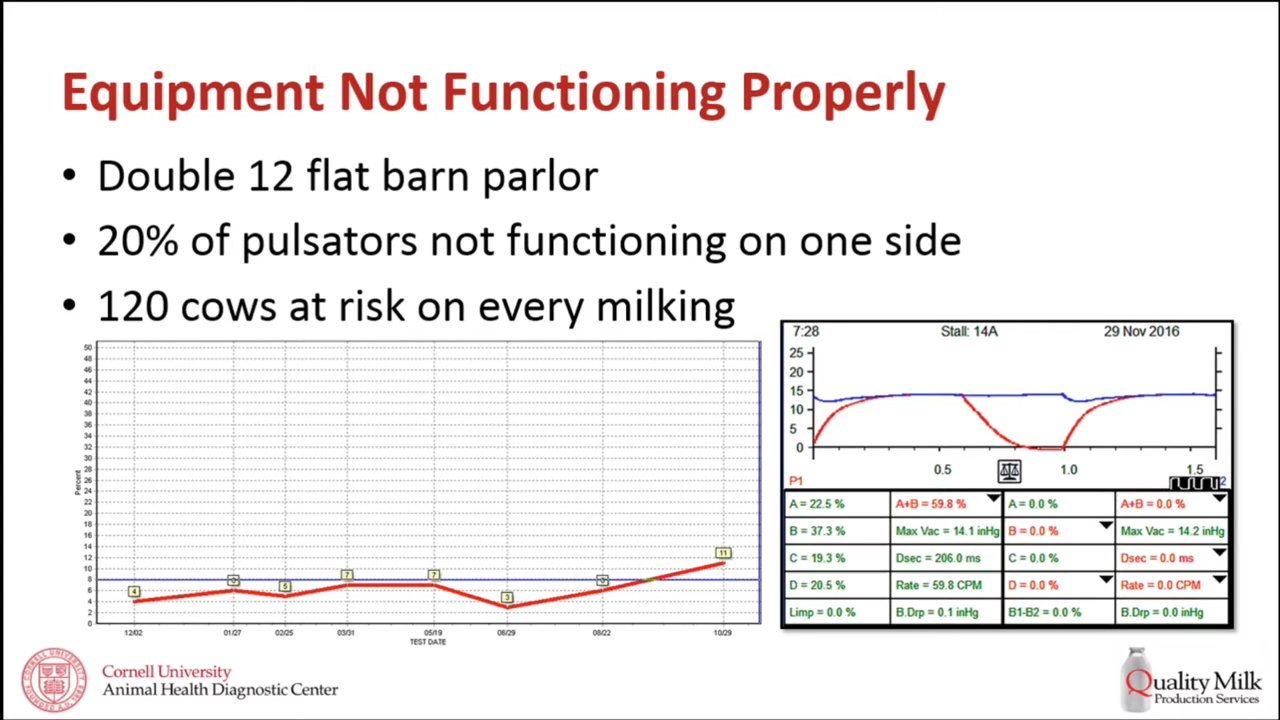 Equipment Not Functioning Properly
• Double 12 flat barn parlor
• 20% of pulsators not functioning on one side
• 120 cows at risk on every milking
50
48
46
44
42
40
38
36
34
32
30
28
26
24
22
20
18
16
14
12
10
8
6
4
2
0
Percent
4
5
7
7
3
11
12/02
01/27
02/25
03/31
05/19
06/29
08/22
10/29
TEST DATE
7:28 Stall: 14A 29 Nov 2016
25
20
15
10
5
0
0.5 1.0 1.5
P1 2
A = 22.5 % A+B = 59.8 % A = 0.0 % A+B = 0.0 %
B = 37.3 % Max Vac = 14.1 inHg B = 0.0 % Max Vac = 14.2 inHg
C = 19.3 % Dsec = 206.0 ms C = 0.0 % Dsec = 0.0 ms
D = 20.5 % Rate = 59.8 CPM D = 0.0 % Rate = 0.0 CPM
Limp = 0.0 % B.Drp = 0.1 inHg B1-B2 = 0.0 % B.Drp = 0.0 inHg
Cornell University
Animal Health Diagnostic Center
Quality Milk
Production Services